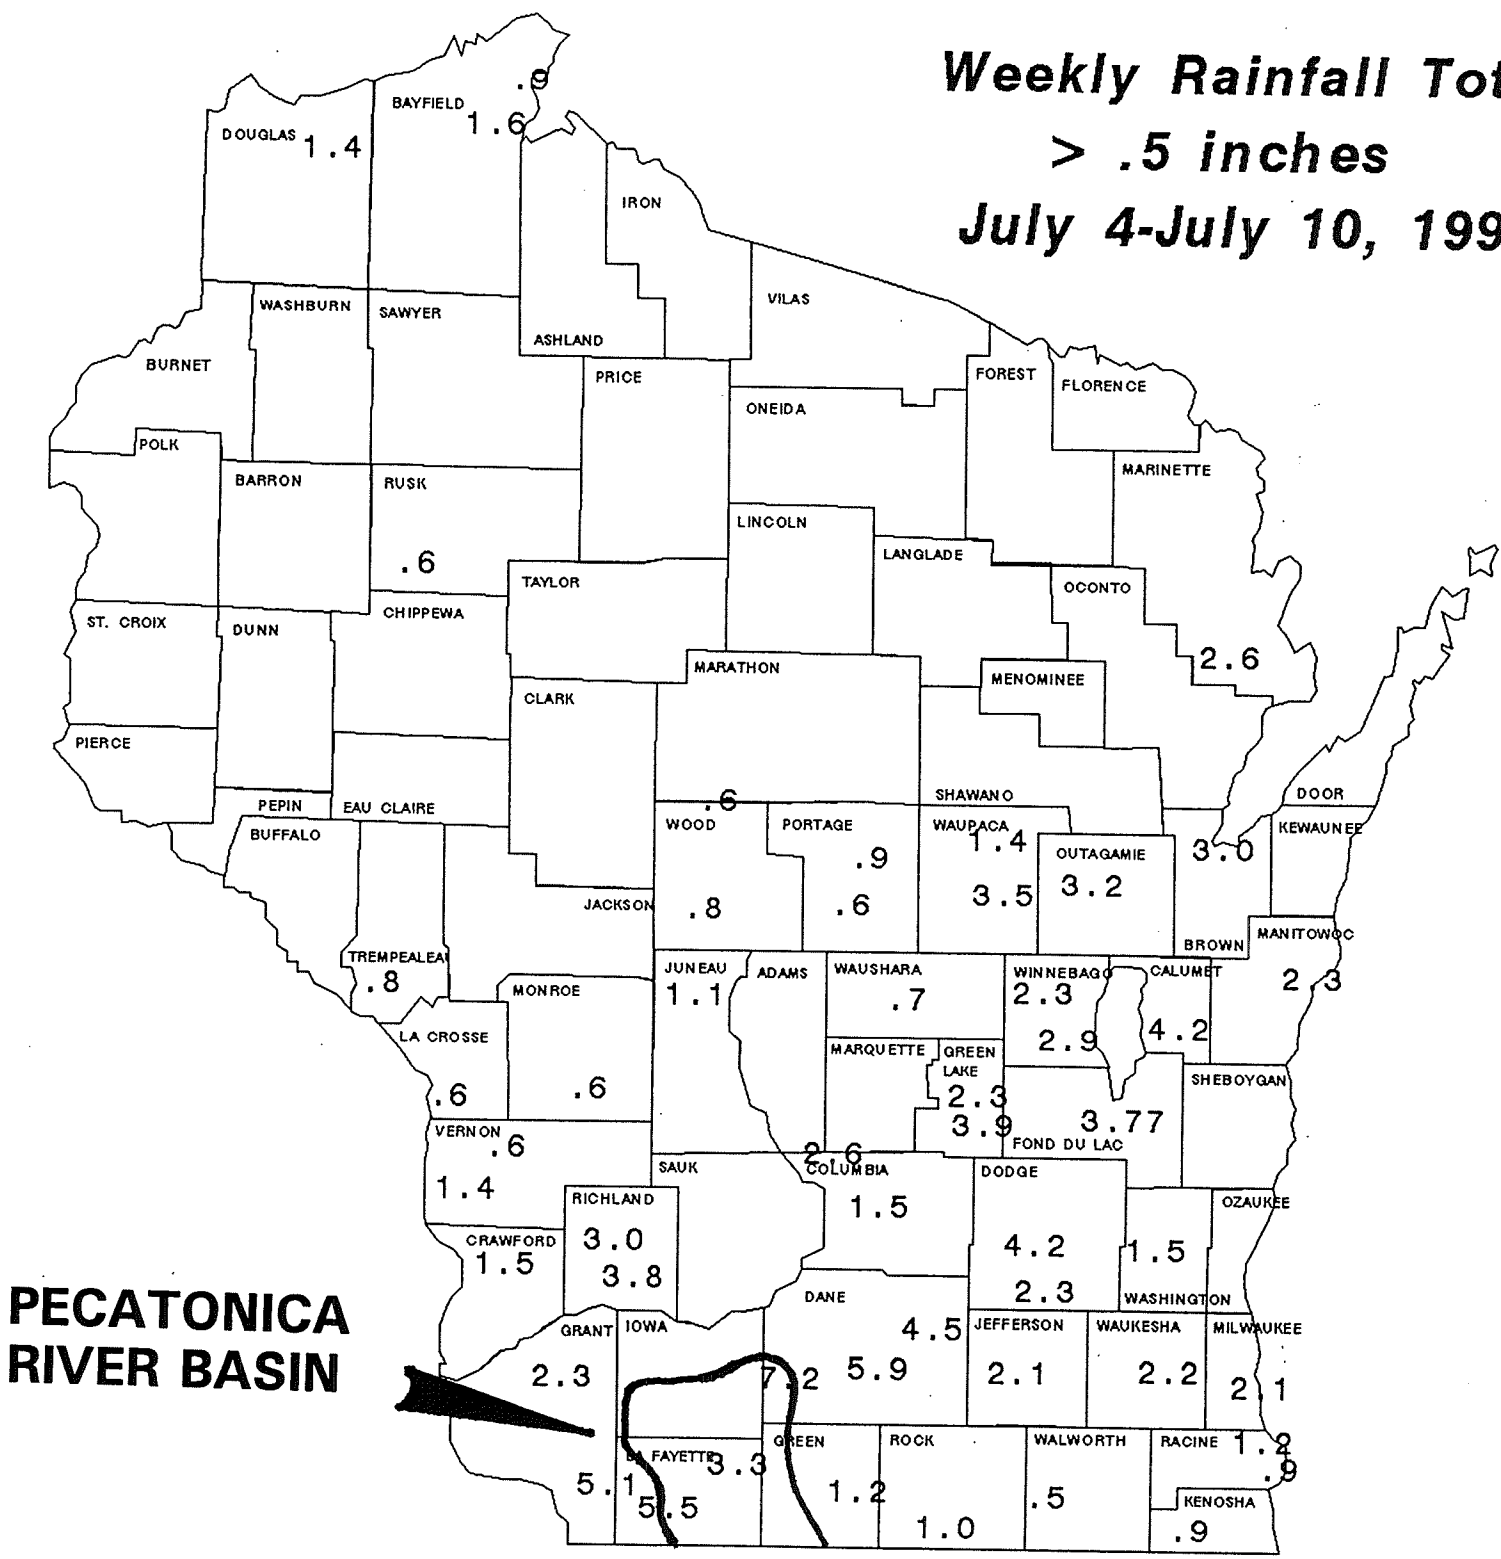 Weekly Rainfall Tot
> .5 inches
July 4-July 10, 199
.9
BAYFIELD
1.6
DOUGLAS 1.4
IRON
VILAS
WASHBURN
SAWYER
ASHLAND
BURNET
PRICE
FOREST
FLORENCE
ONEIDA
POLK
BARRON
RUSK
MARINETTE
LINCOLN
LANGLADE
.6
TAYLOR
OCONTO
ST. CROIX
DUNN
CHIPPEWA
2.6
MARATHON
MENOMINEE
CLARK
PIERCE
PEPIN
EAU CLAIRE
.6
SHAWANO
DOOR
BUFFALO
WOOD
PORTAGE
WAUPACA
1.4
KEWAUNEE
.9
OUTAGAMIE
3.0
3.2
3.5
JACKSON
.8
.6
BROWN
MANITOWOC
TREMPEALEAU
.8
JUNEAU
1.1
ADAMS
WAUSHARA
.7
WINNEBAGO
2.3
CALUMET
2.3
MONROE
LA CROSSE
2.9
4.2
MARQUETTE
GREEN
LAKE
2.3
3.9
SHEBOYGAN
.6
.6
3.77
FOND DU LAC
VERNON
.6
2.6
SAUK
COLUMBIA
DODGE
1.4
RICHLAND
1.5
OZAUKEE
CRAWFORD
1.5
3.0
3.8
4.2
2.3
1.5
WASHINGTON
PECATONICA
RIVER BASIN
DANE
GRANT
IOWA
4.5
JEFFERSON
WAUKESHA
MILWAUKEE
2.3
7.2
5.9
2.1
2.2
2.1
LA FAYETTE
3.3
GREEN
ROCK
WALWORTH
RACINE
1.2
.9
5.1
5.5
1.2
1.0
.5
KENOSHA
.9